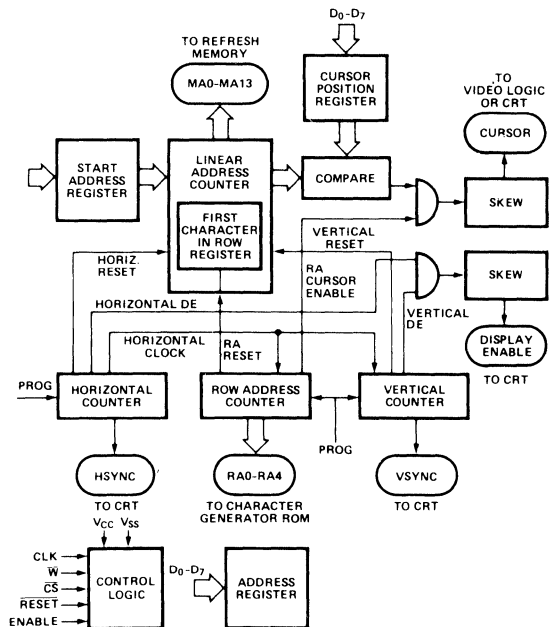 D0-D7
TO REFRESH
MEMORY
MA0-MA13
CURSOR
POSITION
REGISTER
TO
VIDEO LOGIC
OR CRT
CURSOR
START
ADDRESS
REGISTER
LINEAR
ADDRESS
COUNTER
COMPARE
SKEW
FIRST
CHARACTER
IN ROW
REGISTER
VERTICAL
RESET
HORIZ.
RESET
RA
CURSOR
ENABLE
SKEW
HORIZONTAL DE
VERTICAL
DE
HORIZONTAL
CLOCK
RA
RESET
DISPLAY
ENABLE
TO CRT
PROG
HORIZONTAL
COUNTER
ROW ADDRESS
COUNTER
VERTICAL
COUNTER
PROG
HSYNC
RA0-RA4
VSYNC
TO CRT
TO CHARACTER
GENERATOR ROM
TO CRT
VCC VSS
CLK
W̅
C̅S̅
R̅E̅S̅E̅T̅
ENABLE
CONTROL
LOGIC
D0-D7
ADDRESS
REGISTER